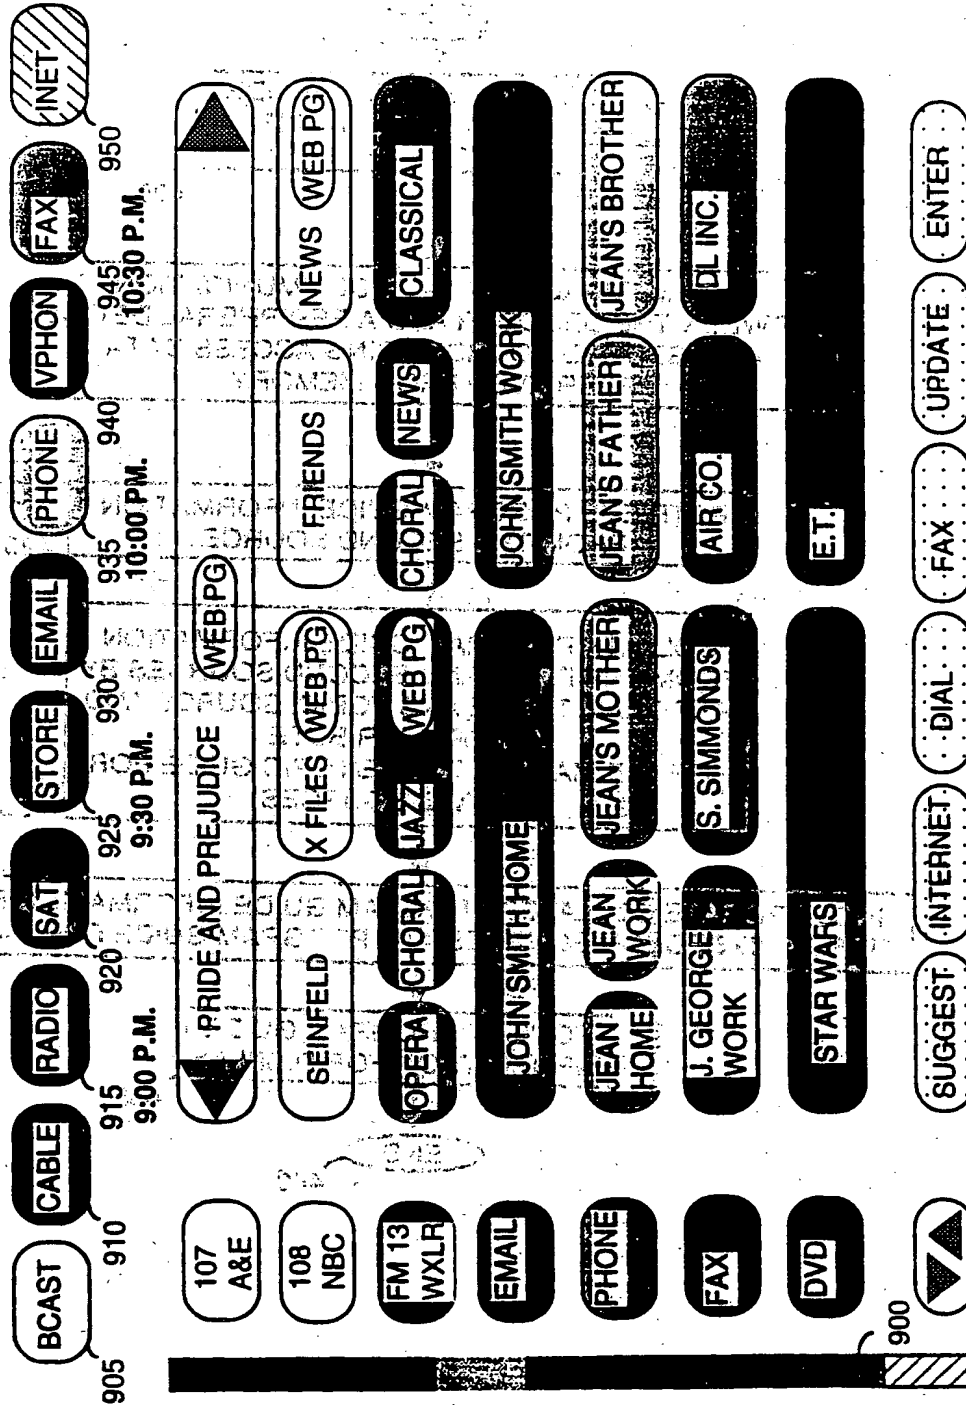 BCAST CABLE RADIO SAT STORE EMAIL PHONE VPHON FAX INET
905 910 915 920 925 930 935 940 945 950
9:00 P.M. 9:30 P.M. 10:00 PM. 10:30 P.M.
107 A&E PRIDE AND PREJUDICE WEB PG
108 NBC SEINFELD X FILES WEB PG FRIENDS NEWS WEB PG
FM 13 WXLR OPERA CHORAL JAZZ WEB PG CHORAL NEWS CLASSICAL
EMAIL JOHN SMITH HOME JOHN SMITH WORK
PHONE JEAN HOME JEAN WORK JEAN'S MOTHER JEAN'S FATHER JEAN'S BROTHER
FAX J. GEORGE WORK S. SIMMONDS AIR CO. DL INC.
DVD STAR WARS E.T.
900
SUGGEST INTERNET DIAL FAX UPDATE ENTER